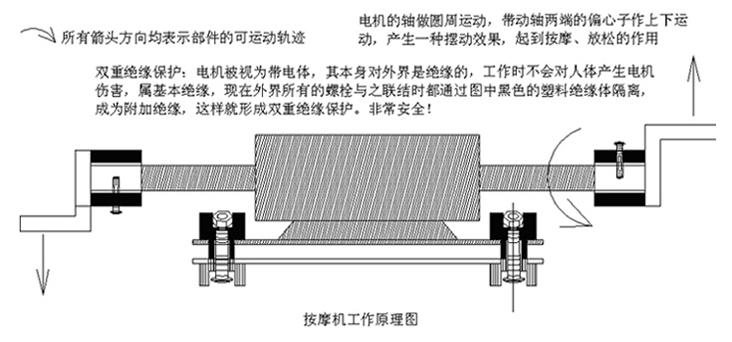 所有箭头方向均表示部件的可运动轨迹
电机的轴做圆周运动，带动轴两端的偏心子作上下运
动，产生一种摆动效果，起到按摩、放松的作用
双重绝缘保护：电机被视为带电体，其本身对外界是绝缘的，工作时不会对人体产生电机
伤害，属基本绝缘，现在外界所有的螺栓与之联结时都通过图中黑色的塑料绝缘体隔离，
成为附加绝缘，这样就形成双重绝缘保护。非常安全！
按摩机工作原理图